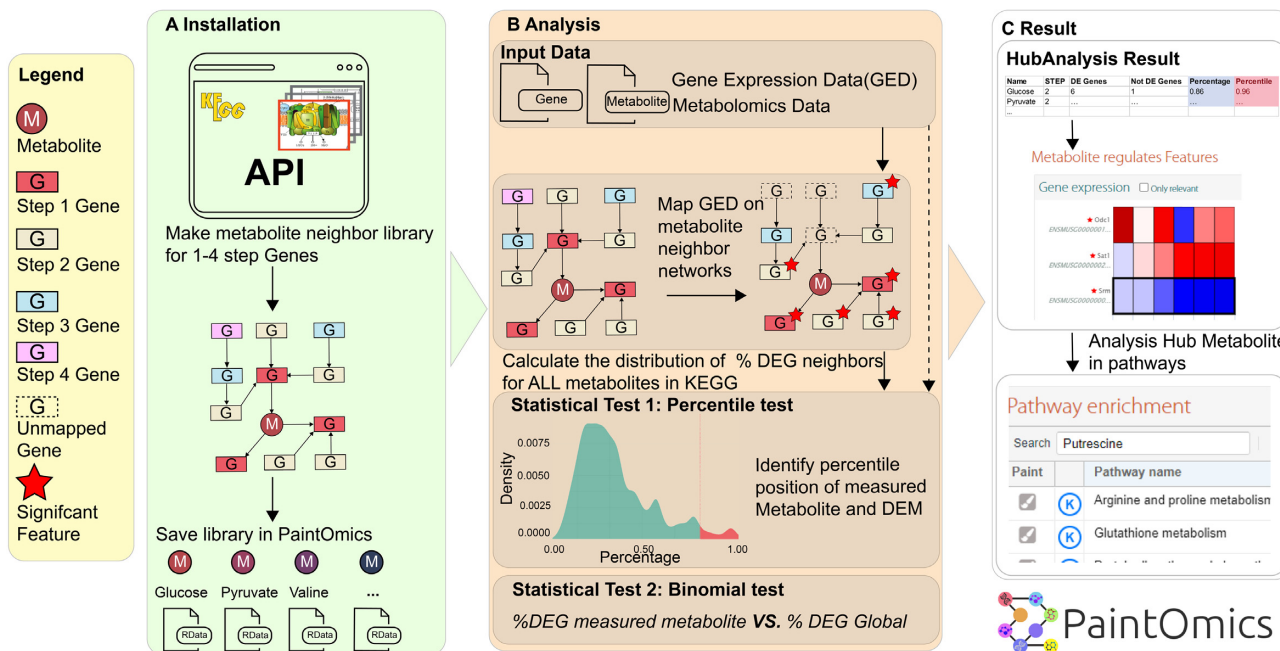 Legend
M
Metabolite
G
Step 1 Gene
G
Step 2 Gene
G
Step 3 Gene
G
Step 4 Gene
G
Unmapped
Gene
Signifcant
Feature
A Installation
KEGG
API
Make metabolite neighbor library
for 1-4 step Genes
G G G
G G G
G
M G
G G G
Save library in PaintOmics
M M M M
Glucose Pyruvate Valine ...
RData RData RData RData
B Analysis
Input Data
Gene Metabolite
Gene Expression Data(GED)
Metabolomics Data
G G G
G G G
G
M G
G G G
Map GED on
metabolite
neighbor
networks
G G G
G G G
G
M G
G G G
Calculate the distribution of % DEG neighbors
for ALL metabolites in KEGG
Statistical Test 1: Percentile test
Density
0.0075
0.0050
0.0025
0.0000
0.00 0.50 1.00
Percentage
Identify percentile
position of measured
Metabolite and DEM
Statistical Test 2: Binomial test
%DEG measured metabolite VS. % DEG Global
C Result
HubAnalysis Result
Name STEP DE Genes Not DE Genes Percentage Percentile
Glucose 2 6 1 0.86 0.96
Pyruvate 2 ... ... ... ...
...
Metabolite regulates Features
Gene expression Only relevant
Odc1
ENSMUSG0000001...
Sat1
ENSMUSG0000002...
Srm
ENSMUSG0000000...
Analysis Hub Metabolite
in pathways
Pathway enrichment
Search Putrescine
Paint Pathway name
K Arginine and proline metabolism
K Glutathione metabolism
PaintOmics